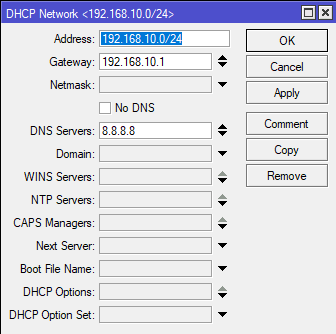 DHCP Network <192.168.10.0/24>
Address: 192.168.10.0/24
OK
Gateway: 192.168.10.1
Cancel
Netmask:
Apply
No DNS
DNS Servers: 8.8.8.8
Comment
Domain:
Copy
WINS Servers:
Remove
NTP Servers:
CAPS Managers:
Next Server:
Boot File Name:
DHCP Options:
DHCP Option Set: